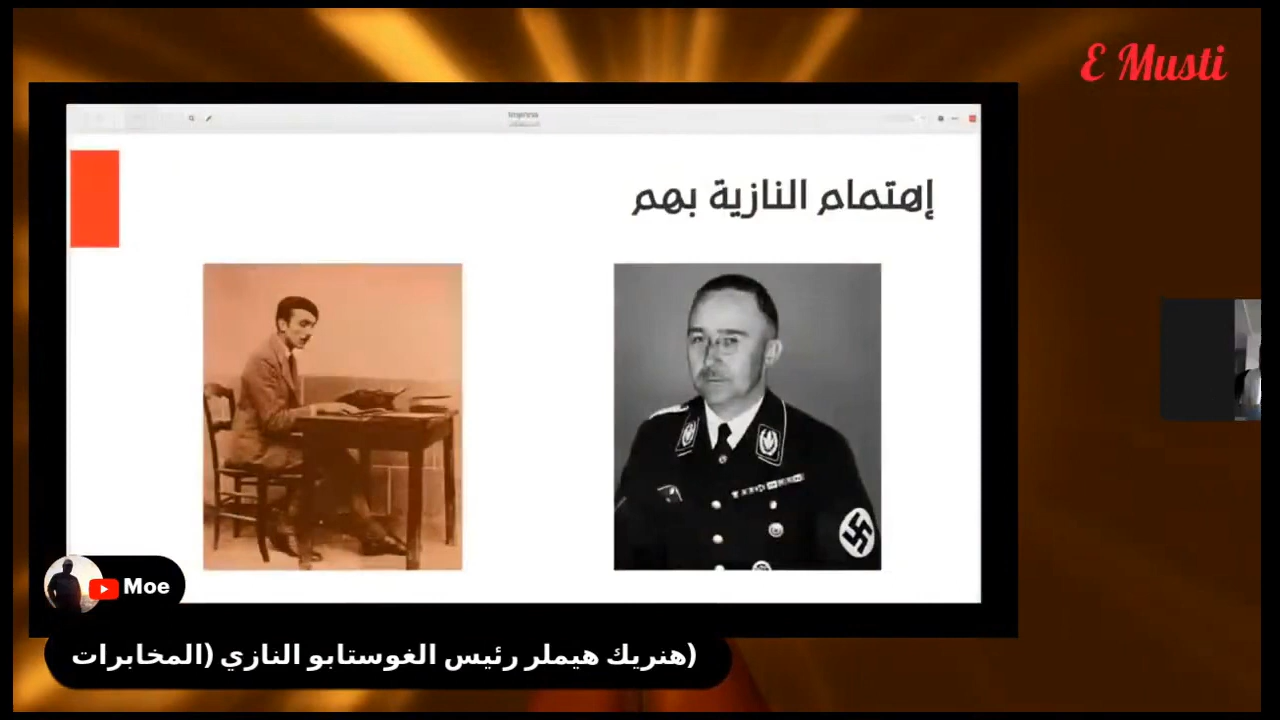 E Musti
إهتمام النازية بهم
Moe
(هنريك هيملر رئيس الغوستابو النازي (المخابرات